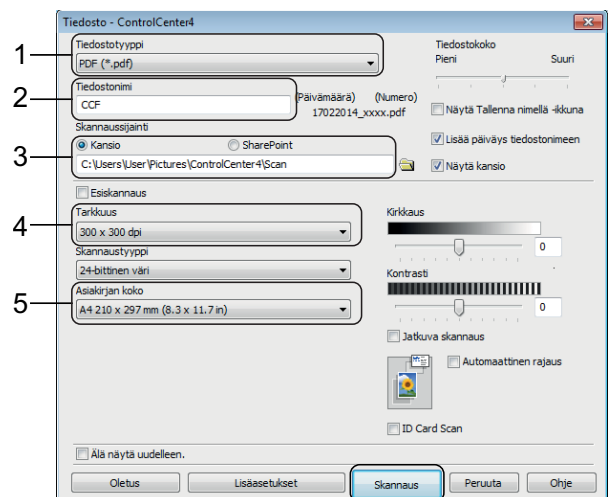 Tiedosto - ControlCenter4
1
Tiedostotyyppi
PDF (*.pdf)
Tiedostokoko
Pieni Suuri
2
Tiedostonimi
CCF
(Päivämäärä) (Numero)
17022014_xxxx.pdf
Näytä Tallenna nimellä -ikkuna
Lisää päiväys tiedostonimeen
Näytä kansio
3
Skannaussijainti
Kansio SharePoint
C:\Users\User\Pictures\ControlCenter4\Scan
Esiskannaus
4
Tarkkuus
300 x 300 dpi
Skannaustyyppi
24-bittinen väri
5
Asiakirjan koko
A4 210 x 297 mm (8.3 x 11.7 in)
Kirkkaus
0
Kontrasti
0
Jatkuva skannaus
Automaattinen rajaus
ID Card Scan
Älä näytä uudelleen.
Oletus Lisäasetukset Skannaus Peruuta Ohje